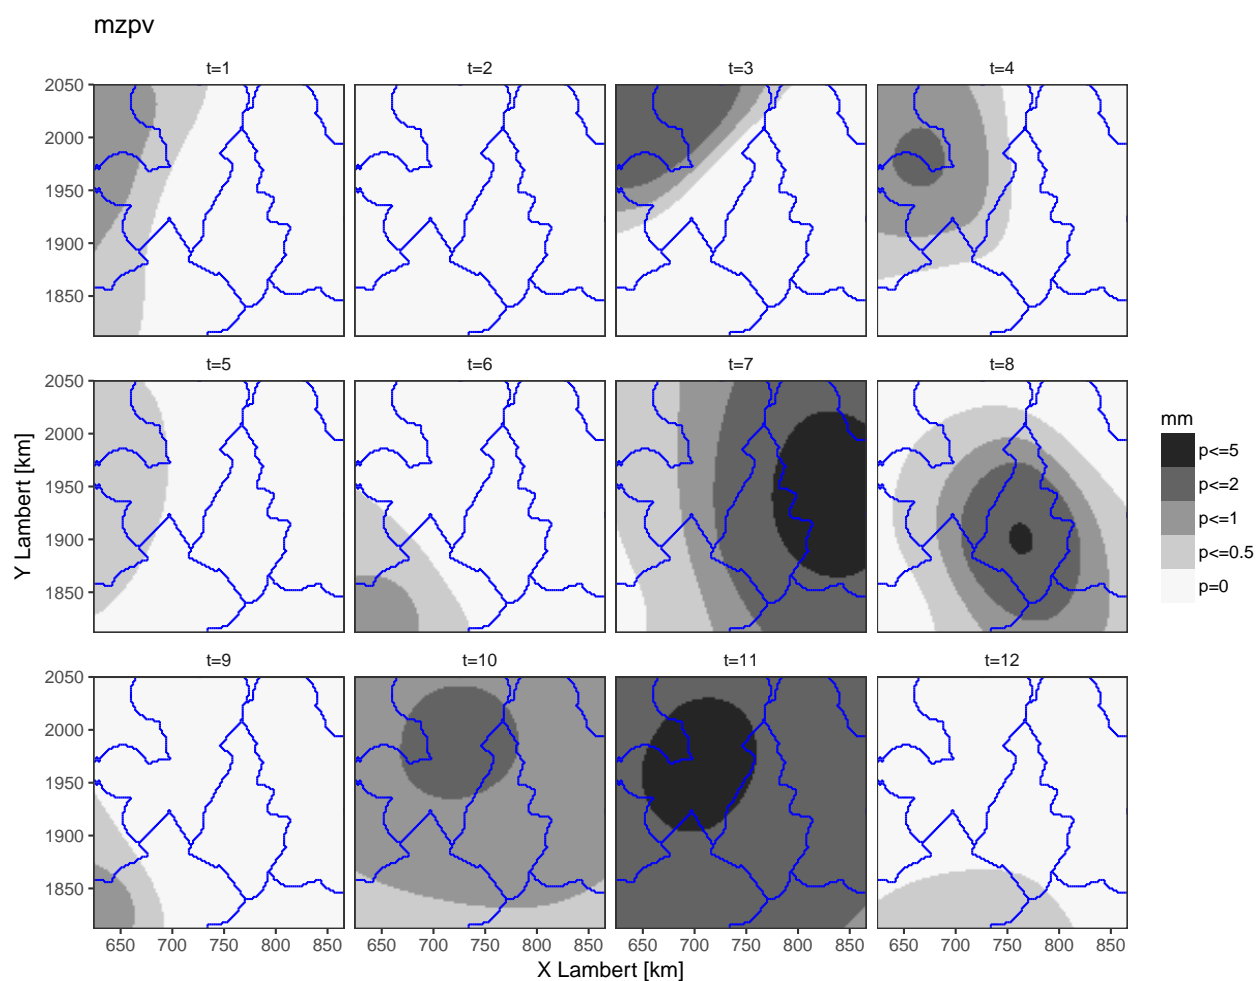 mzpv
t=1
t=2
t=3
t=4
2050
2000
1950
1900
1850
t=5
t=6
t=7
t=8
2050
2000
1950
1900
1850
t=9
t=10
t=11
t=12
2050
2000
1950
1900
1850
650 700 750 800 850
650 700 750 800 850
650 700 750 800 850
650 700 750 800 850
X Lambert [km]
Y Lambert [km]
mm
p<=5
p<=2
p<=1
p<=0.5
p=0